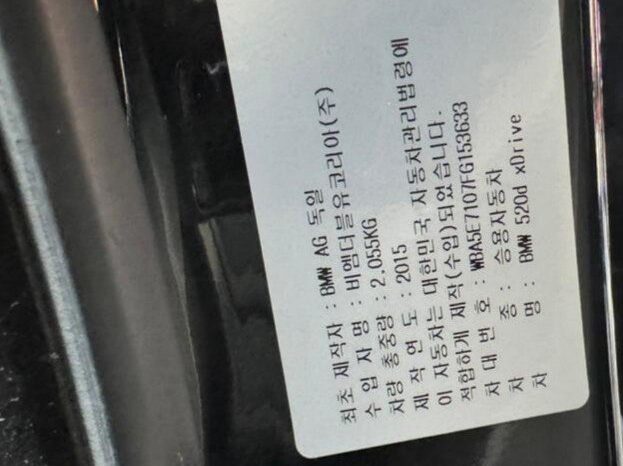 최초 제작자 : BMW AG 독일
수 입 자 명 : 비엠더블유코리아(주)
차량 총중량 : 2,055KG
제 작 연 도 : 2015
이 자동차는 대한민국 자동차관리법령에
적합하게 제작(수입)되었습니다.
차 대 번 호 : WBA5E7107FG153633
차 종 : 승용자동차
차 명 : BMW 520d xDrive